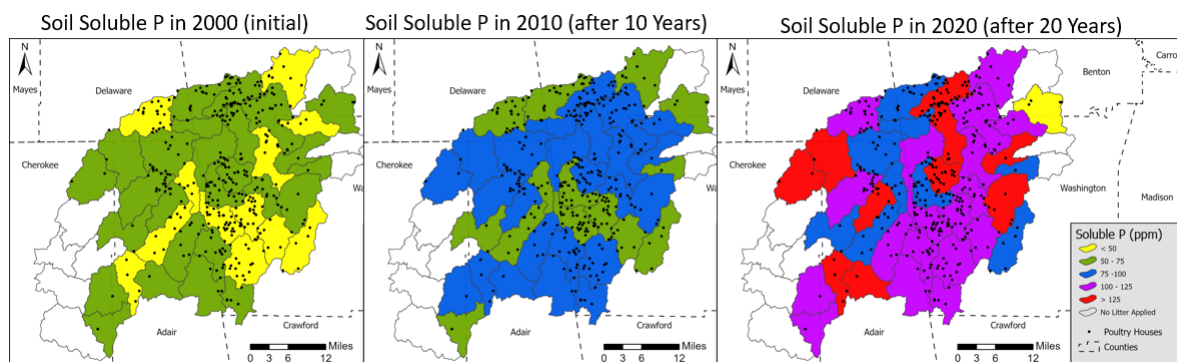 Soil Soluble P in 2000 (initial)
Soil Soluble P in 2010 (after 10 Years)
Soil Soluble P in 2020 (after 20 Years)
N
Mayes
Delaware
Cherokee
Wa
Adair
Crawford
Miles
0 3 6 12
N
Mayes
Delaware
Cherokee
Wa
Adair
Crawford
Miles
0 3 6 12
N
Mayes
Delaware
Benton
Carro
Cherokee
Washington
Madison
Adair
Crawford
Miles
0 3 6 12
Soluble P (ppm)
< 50
50 - 75
75 -100
100 - 125
> 125
No Litter Applied
Poultry Houses
Counties